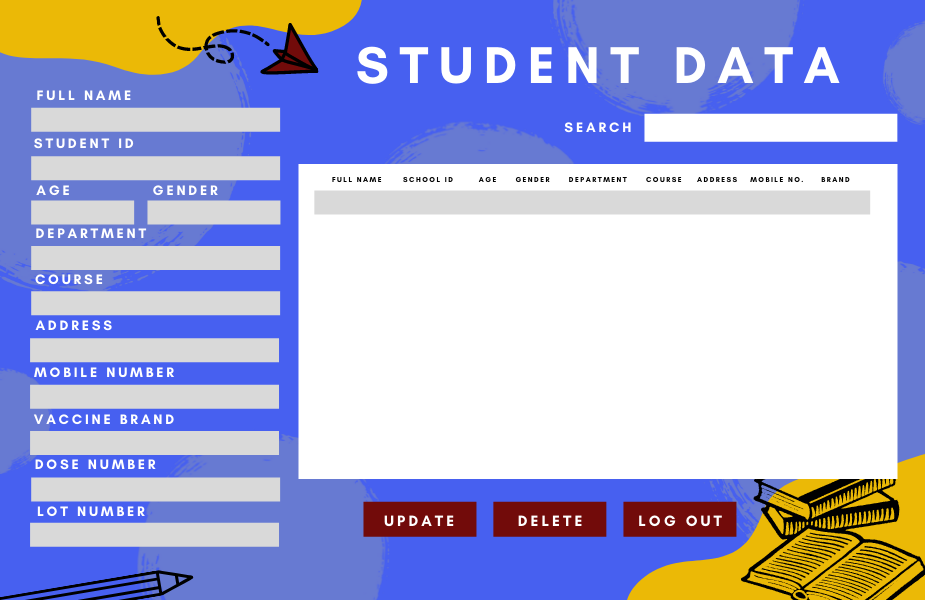 STUDENT DATA
SEARCH
FULL NAME
STUDENT ID
AGE GENDER
DEPARTMENT
COURSE
ADDRESS
MOBILE NUMBER
VACCINE BRAND
DOSE NUMBER
LOT NUMBER
FULL NAME SCHOOL ID AGE GENDER DEPARTMENT COURSE ADDRESS MOBILE NO. BRAND
UPDATE DELETE LOG OUT